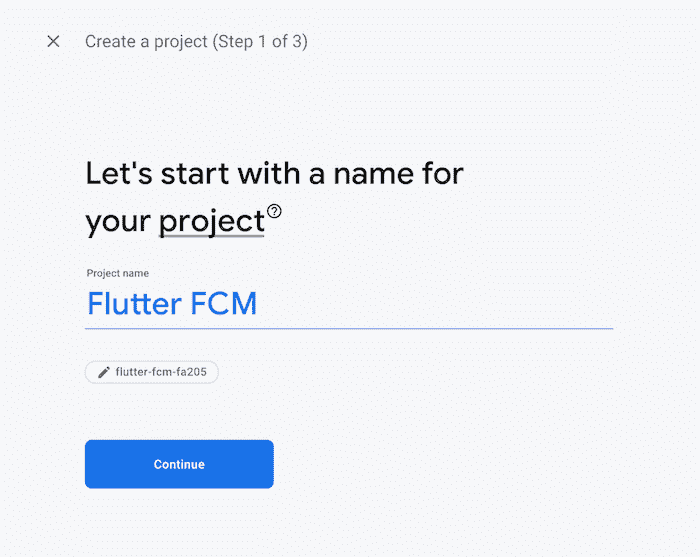 Create a project (Step 1 of 3)
Let's start with a name for
your project
Project name
Flutter FCM
flutter-fcm-fa205
Continue